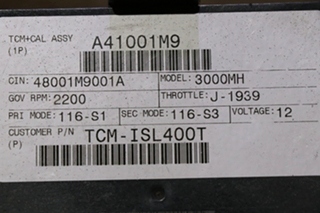 TCM+CAL ASSY A41001M9
(1P)
CIN: 48001M9001A MODEL: 3000MH
GOV RPM: 2200 THROTTLE: J-1939
PRI MODE: 116-S1 SEC MODE: 116-S3 VOLTAGE: 12
CUSTOMER P/N TCM-ISL400T
(P)